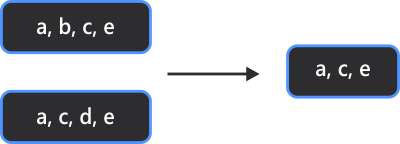 a, b, c, e
a, c, d, e
a, c, e